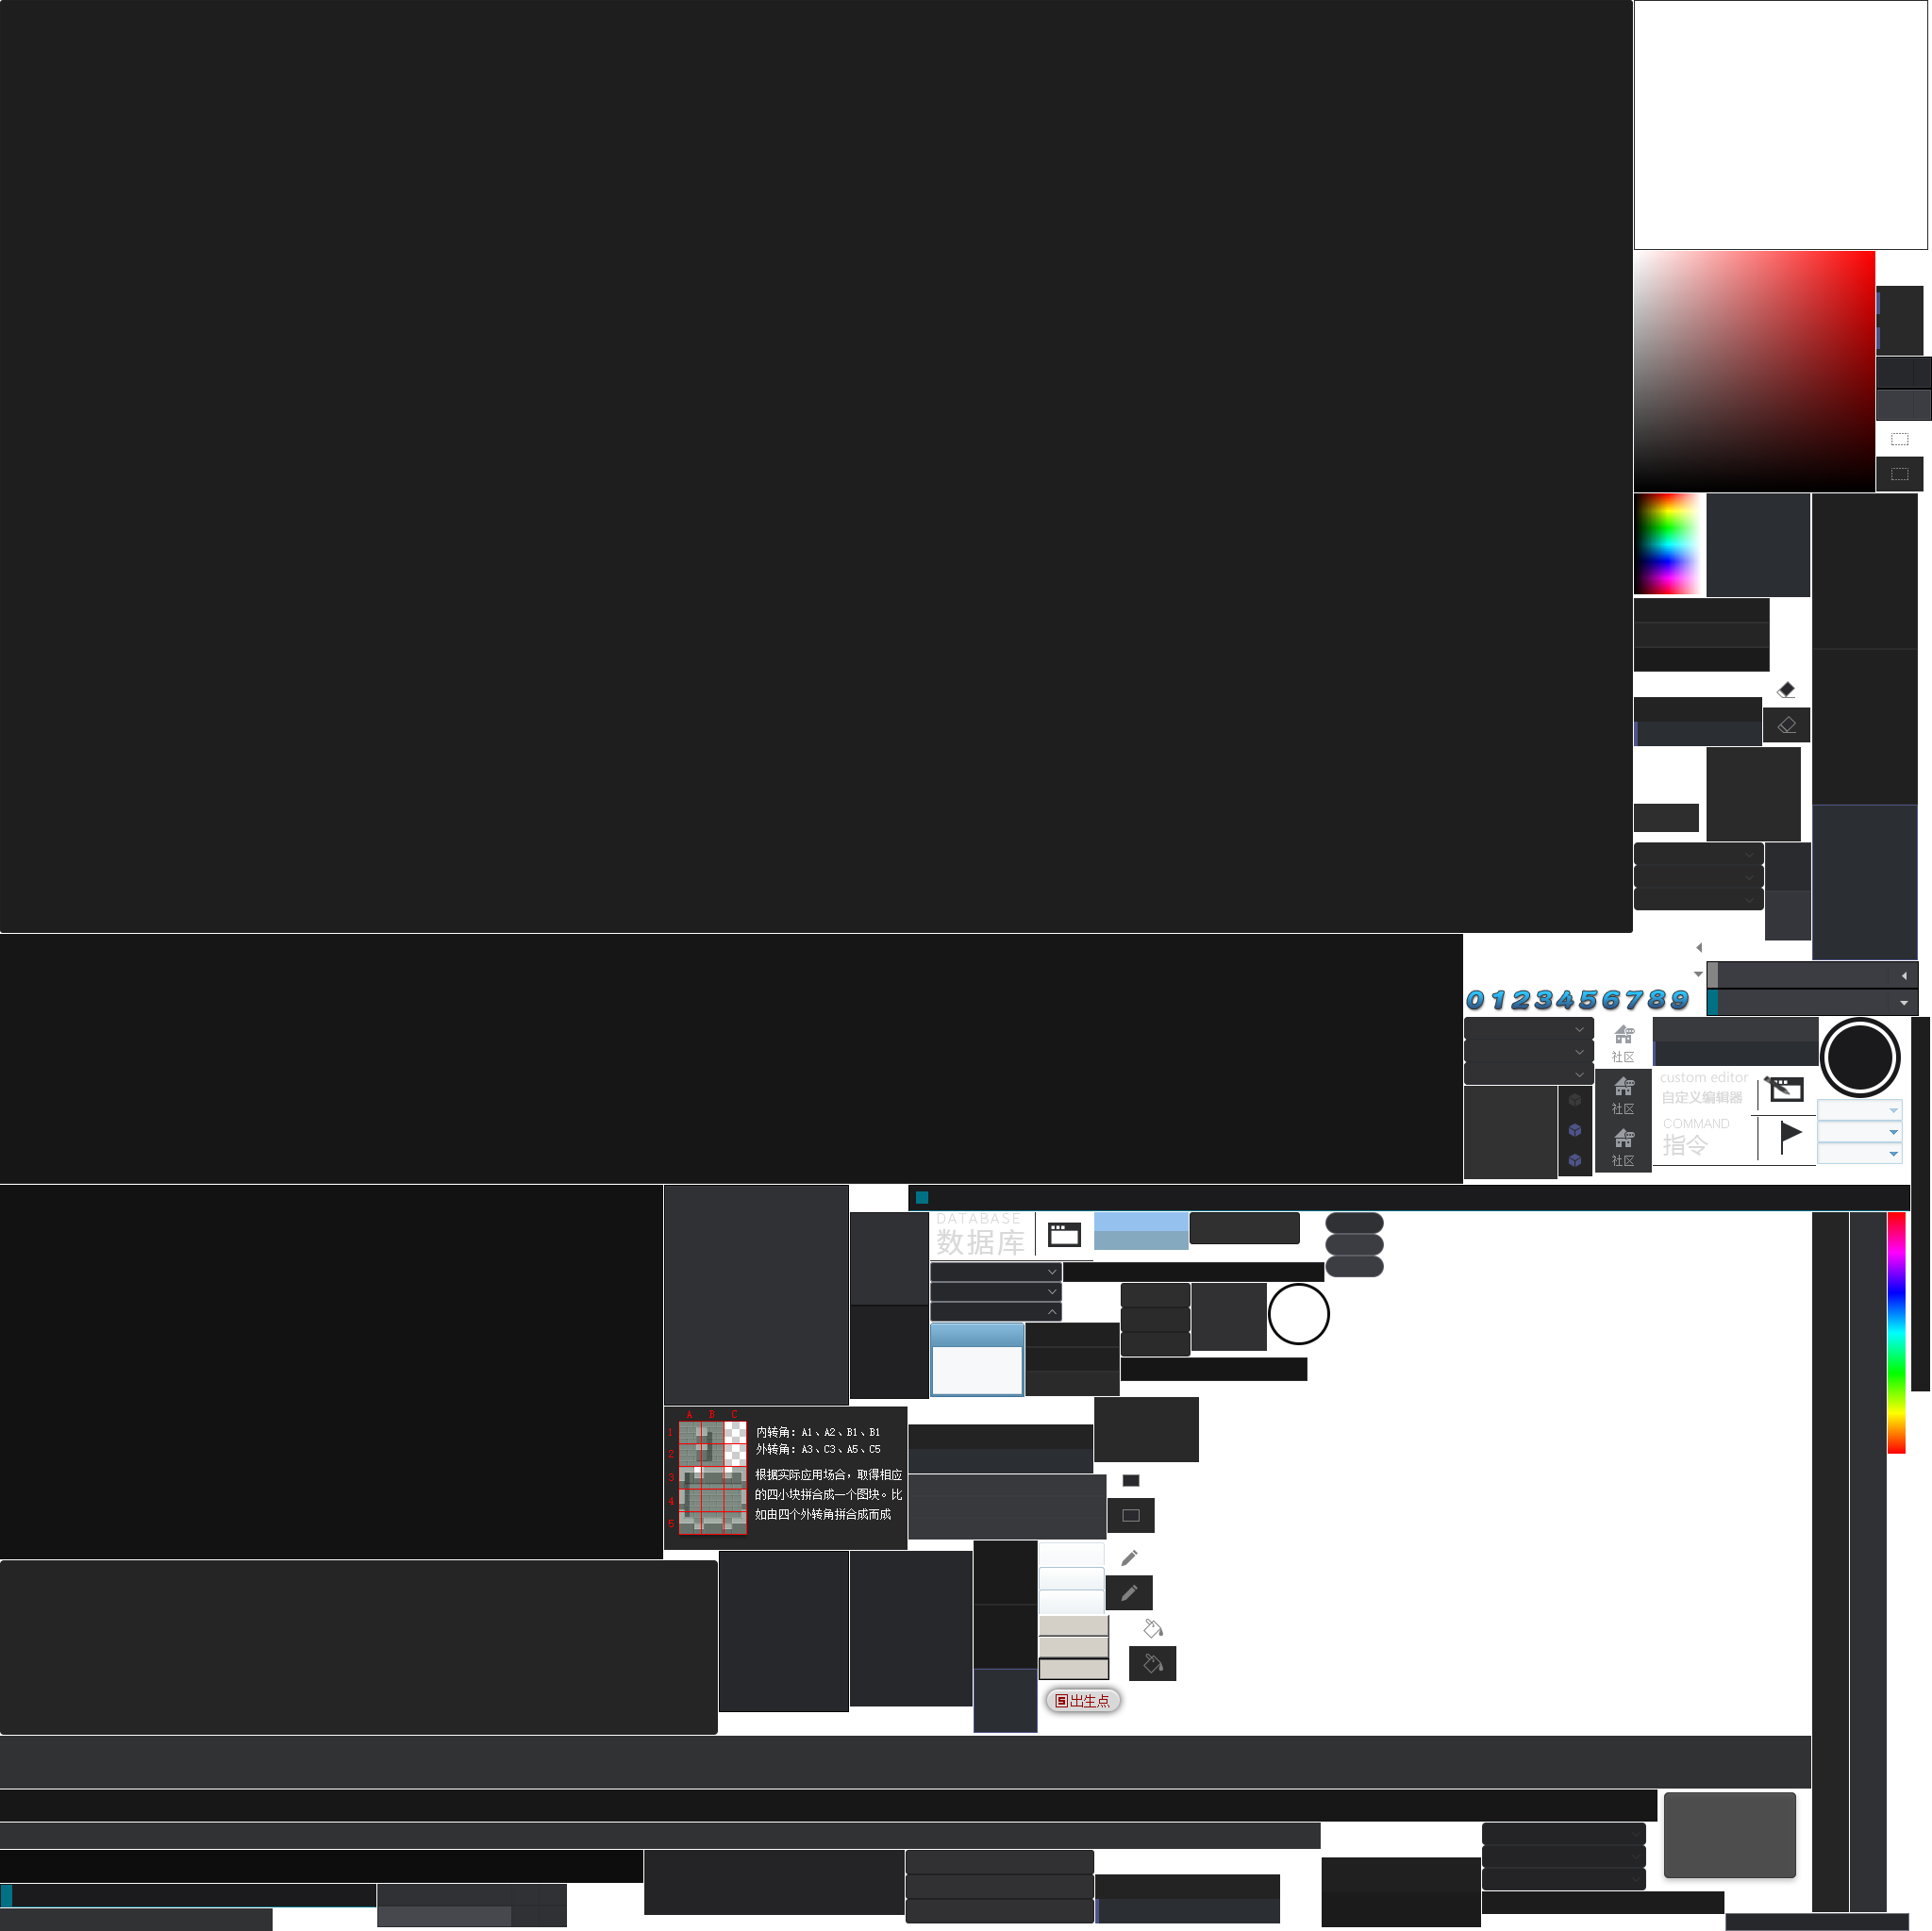 0123456789
社区
社区
社区
custom editor
自定义编辑器
COMMAND
指令
DATABASE
数据库
A B C
1
2
3
4
5
内转角: A1、A2、B1、B1
外转角: A3、C3、A5、C5
根据实际应用场合，取得相应
的四小块拼合成一个图块。比
如由四个外转角拼合成而成
S出生点